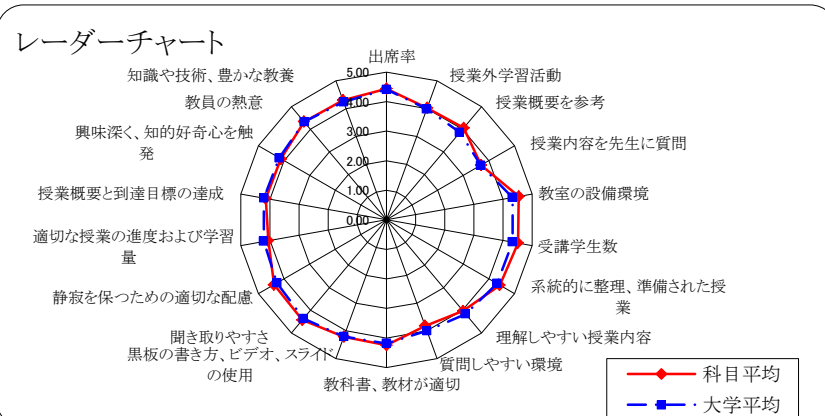 レーダーチャート
出席率
授業外学習活動
授業概要を参考
授業内容を先生に質問
教室の設備環境
受講学生数
系統的に整理、準備された授
業
理解しやすい授業内容
質問しやすい環境
教科書、教材が適切
黒板の書き方、ビデオ、スライド
の使用
聞き取りやすさ
静寂を保つための適切な配慮
適切な授業の進度および学習
量
授業概要と到達目標の達成
興味深く、知的好奇心を触
発
教員の熱意
知識や技術、豊かな教養
5.00
4.00
3.00
2.00
1.00
0.00
科目平均
大学平均